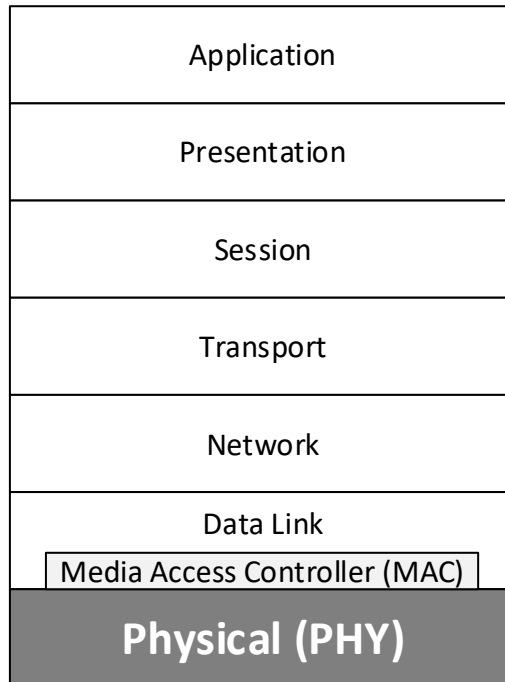 Application
Presentation
Session
Transport
Network
Data Link
Media Access Controller (MAC)
Physical (PHY)